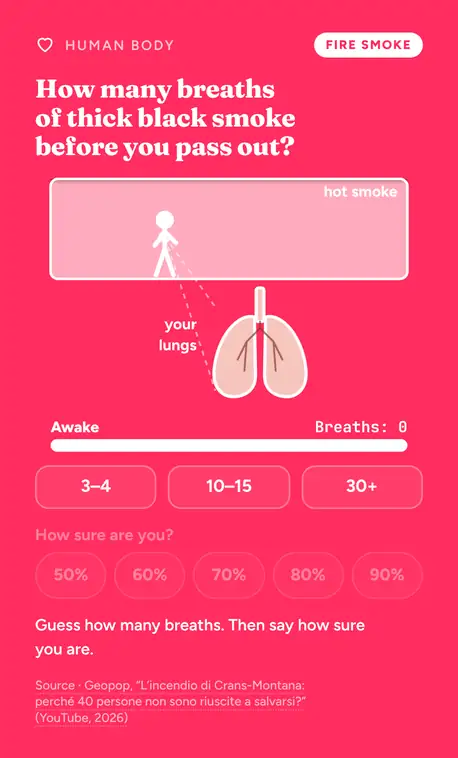 HUMAN BODY
FIRE SMOKE
How many breaths
of thick black smoke
before you pass out?
hot smoke
your
lungs
Awake
Breaths: 0
3–4
10–15
30+
How sure are you?
50%
60%
70%
80%
90%
Guess how many breaths. Then say how sure
you are.
Source · Geopop, “L’incendio di Crans-Montana:
perché 40 persone non sono riuscite a salvarsi?”
(YouTube, 2026)